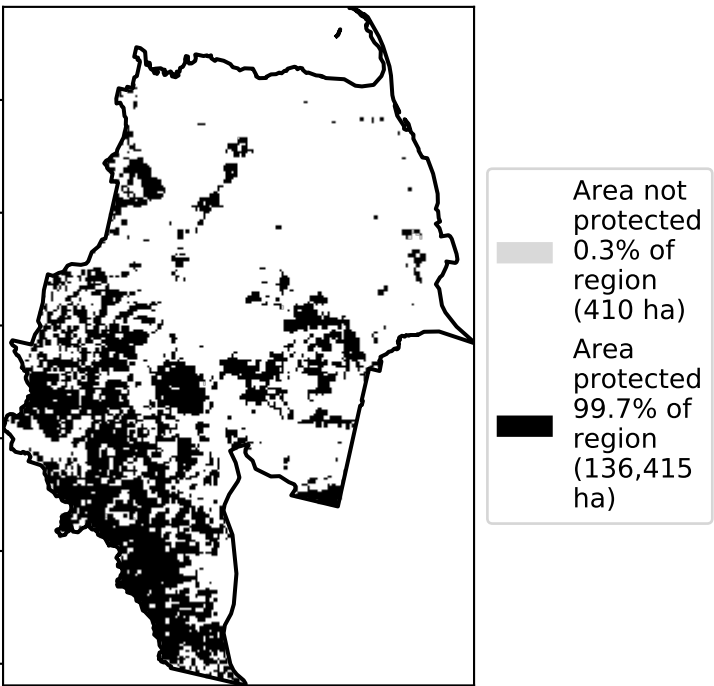 Area not
protected
0.3% of
region
(410 ha)
Area
protected
99.7% of
region
(136,415
ha)